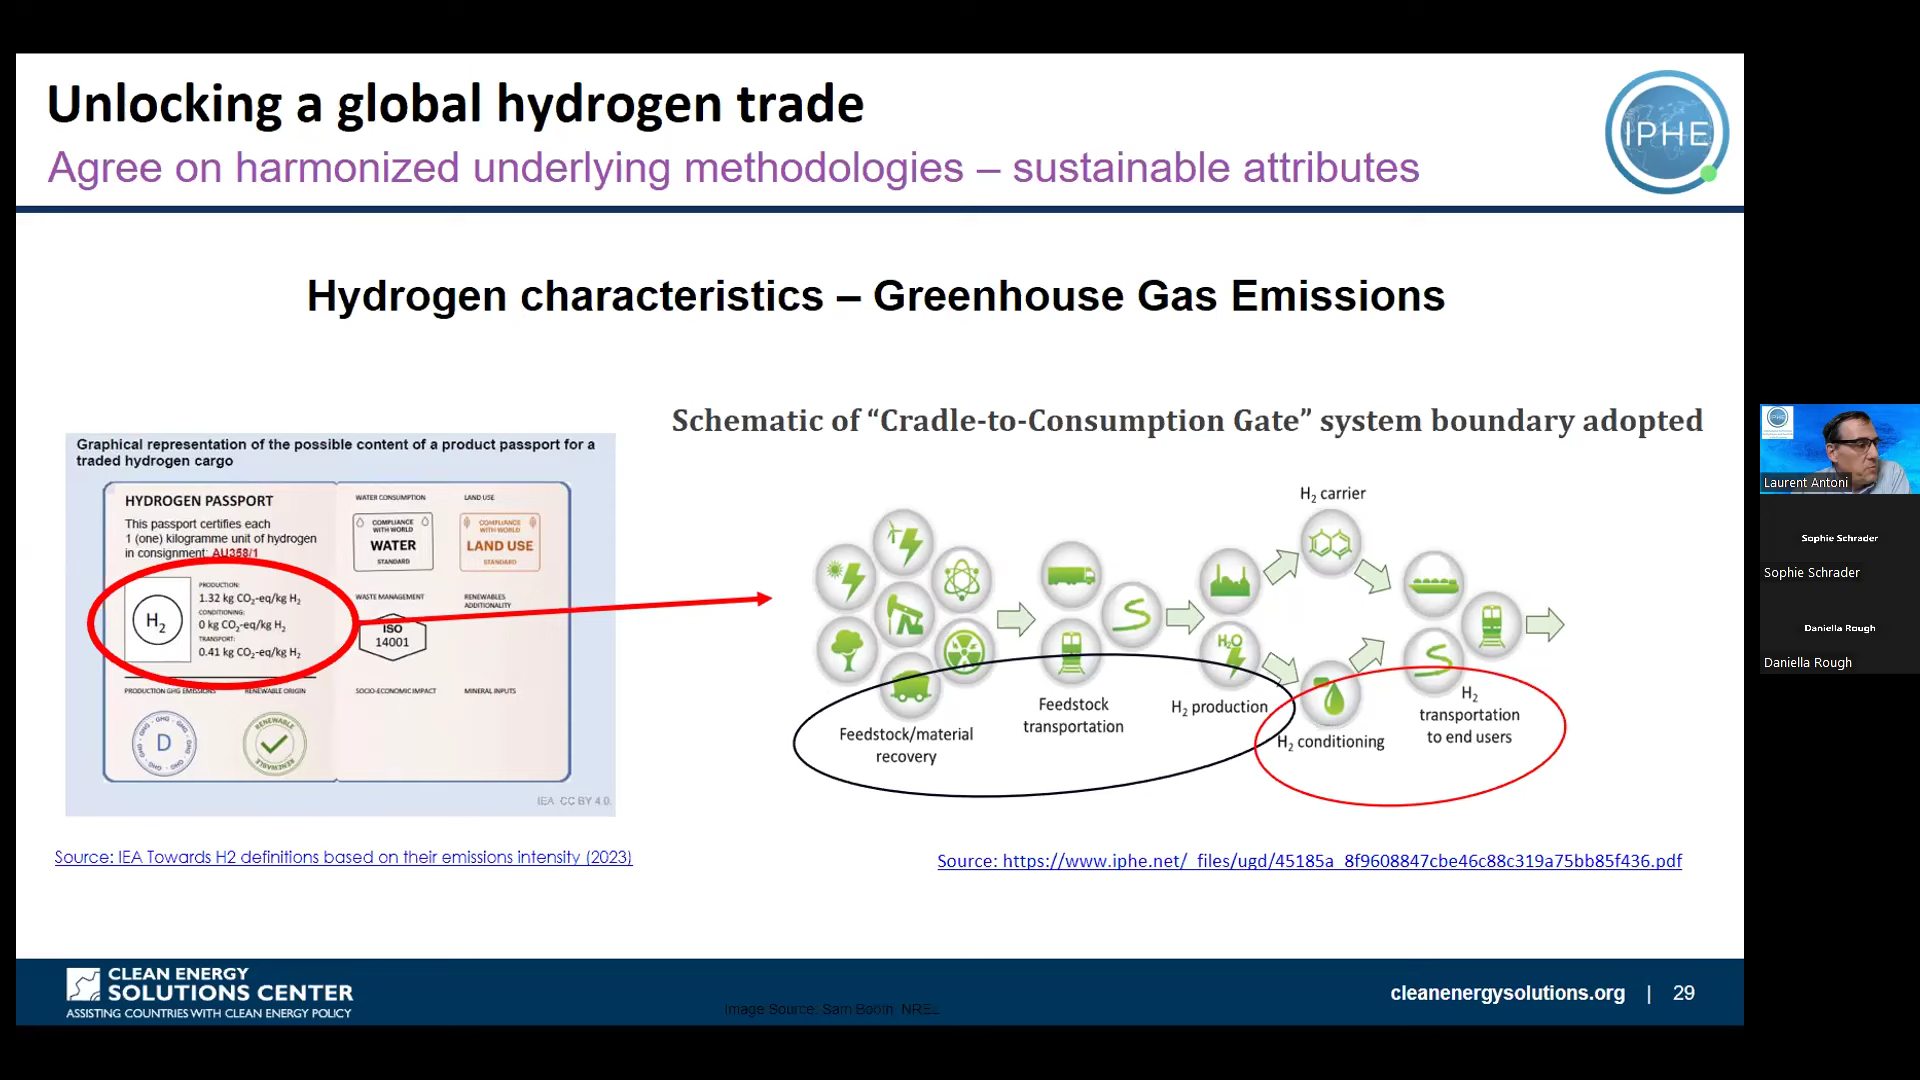 Unlocking a global hydrogen trade
Agree on harmonized underlying methodologies – sustainable attributes
IPHE
Hydrogen characteristics – Greenhouse Gas Emissions
Graphical representation of the possible content of a product passport for a
traded hydrogen cargo
HYDROGEN PASSPORT
This passport certifies each
1 (one) kilogramme unit of hydrogen
in consignment: AU358/1
H2
PRODUCTION:
1.32 kg CO2-eq/kg H2
CONDITIONING:
0 kg CO2-eq/kg H2
TRANSPORT:
0.41 kg CO2-eq/kg H2
PRODUCTION GHG EMISSIONS
RENEWABLE ORIGIN
GHG
D
RENEWABLE
RENEWABLE
WATER CONSUMPTION
LAND USE
COMPLIANCE
WITH WORLD
WATER
STANDARD
COMPLIANCE
WITH WORLD
LAND USE
STANDARD
WASTE MANAGEMENT
RENEWABLES
ADDITIONALITY
ISO
14001
SOCIO-ECONOMIC IMPACT
MINERAL INPUTS
IEA. CC BY 4.0.
Source: IEA Towards H2 definitions based on their emissions intensity (2023)
Schematic of “Cradle-to-Consumption Gate” system boundary adopted
H2 carrier
H2O
Feedstock/material
recovery
Feedstock
transportation
H2 production
H2 conditioning
H2
transportation
to end users
Source: https://www.iphe.net/_files/ugd/45185a_8f9608847cbe46c88c319a75bb85f436.pdf
CLEAN ENERGY
SOLUTIONS CENTER
ASSISTING COUNTRIES WITH CLEAN ENERGY POLICY
Image Source: Sam Booth, NREL
cleanenergysolutions.org | 29
Laurent Antoni
Sophie Schrader
Sophie Schrader
Daniella Rough
Daniella Rough